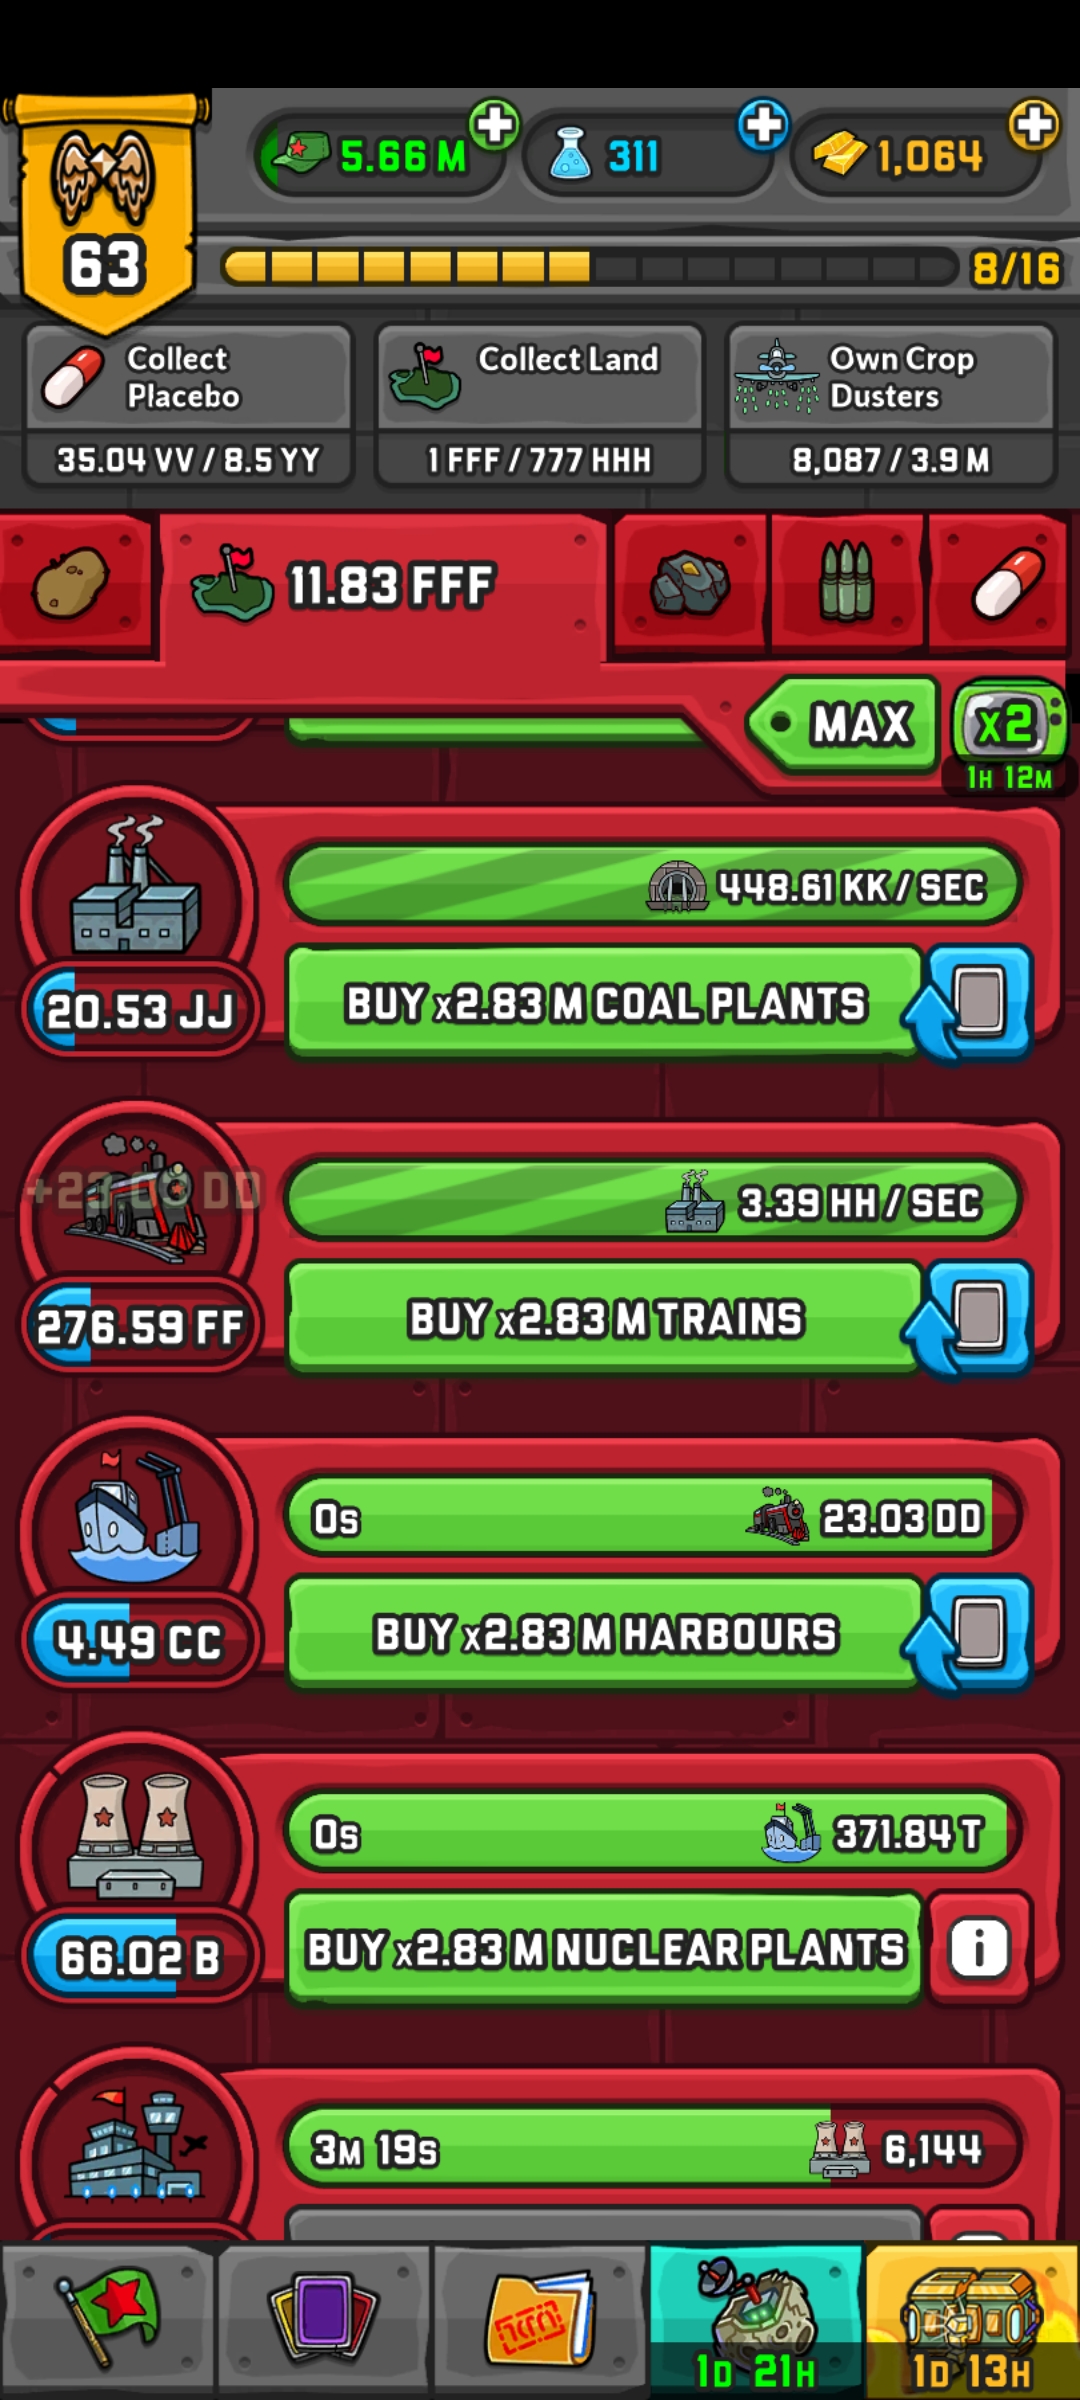 5.66 M
311
1,064
63
8/16
Collect Placebo
35.04 VV / 8.5 YY
Collect Land
1 FFF / 777 HHH
Own Crop Dusters
8,087 / 3.9 M
11.83 FFF
MAX
X2
1H 12M
448.61 KK / SEC
20.53 JJ
BUY x2.83 M COAL PLANTS
+23.03 DD
3.39 HH / SEC
276.59 FF
BUY x2.83 M TRAINS
0s
23.03 DD
4.49 CC
BUY x2.83 M HARBOURS
0s
371.84 T
66.02 B
BUY x2.83 M NUCLEAR PLANTS
i
3M 19s
6,144
1D 21H
1D 13H